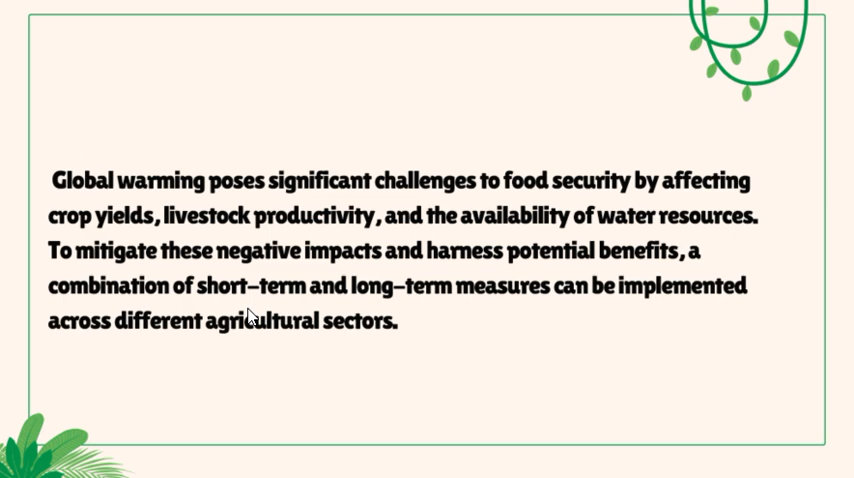 Global warming poses significant challenges to food security by affecting
crop yields, livestock productivity, and the availability of water resources.
To mitigate these negative impacts and harness potential benefits, a
combination of short-term and long-term measures can be implemented
across different agricultural sectors.